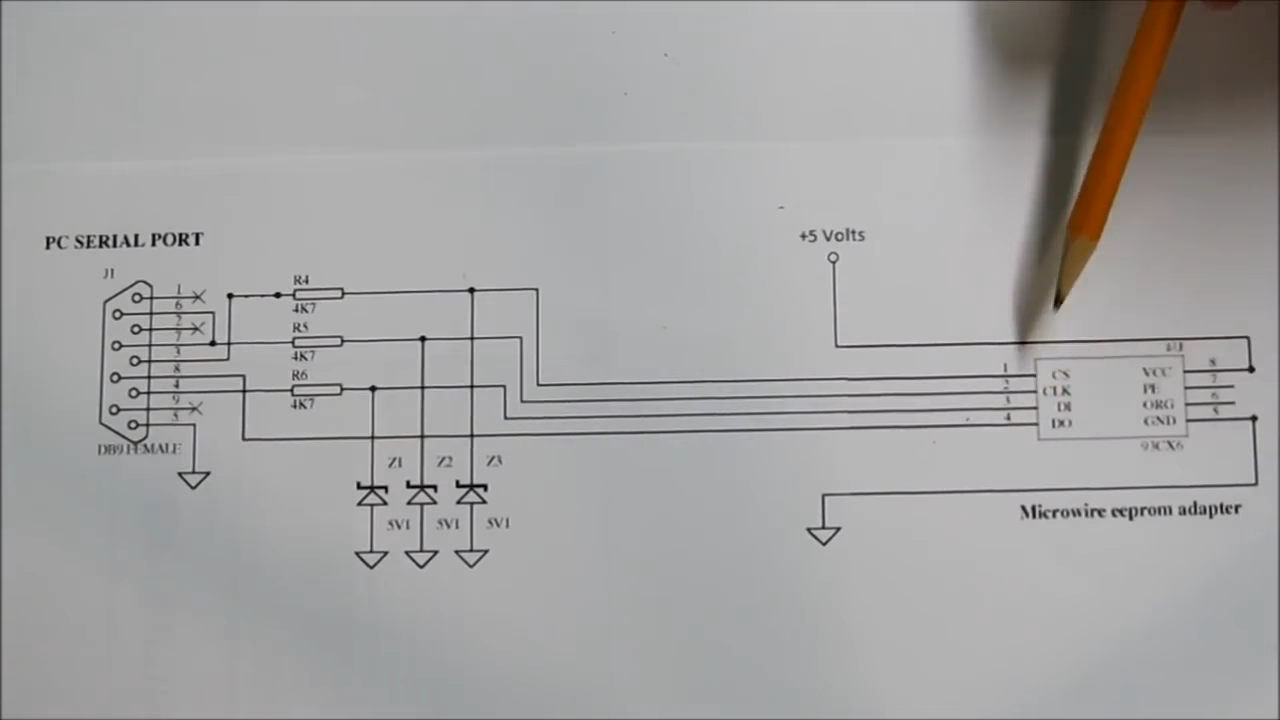 +5 Volts
PC SERIAL PORT
J1
1
6
2
7
3
8
4
9
5
DB9 FEMALE
R4
4K7
R5
4K7
R6
4K7
Z1 Z2 Z3
5V1 5V1 5V1
1 CS VCC 8
2 CLK PE 7
3 DI ORG 6
4 DO GND 5
93CX6
Microwire eeprom adapter